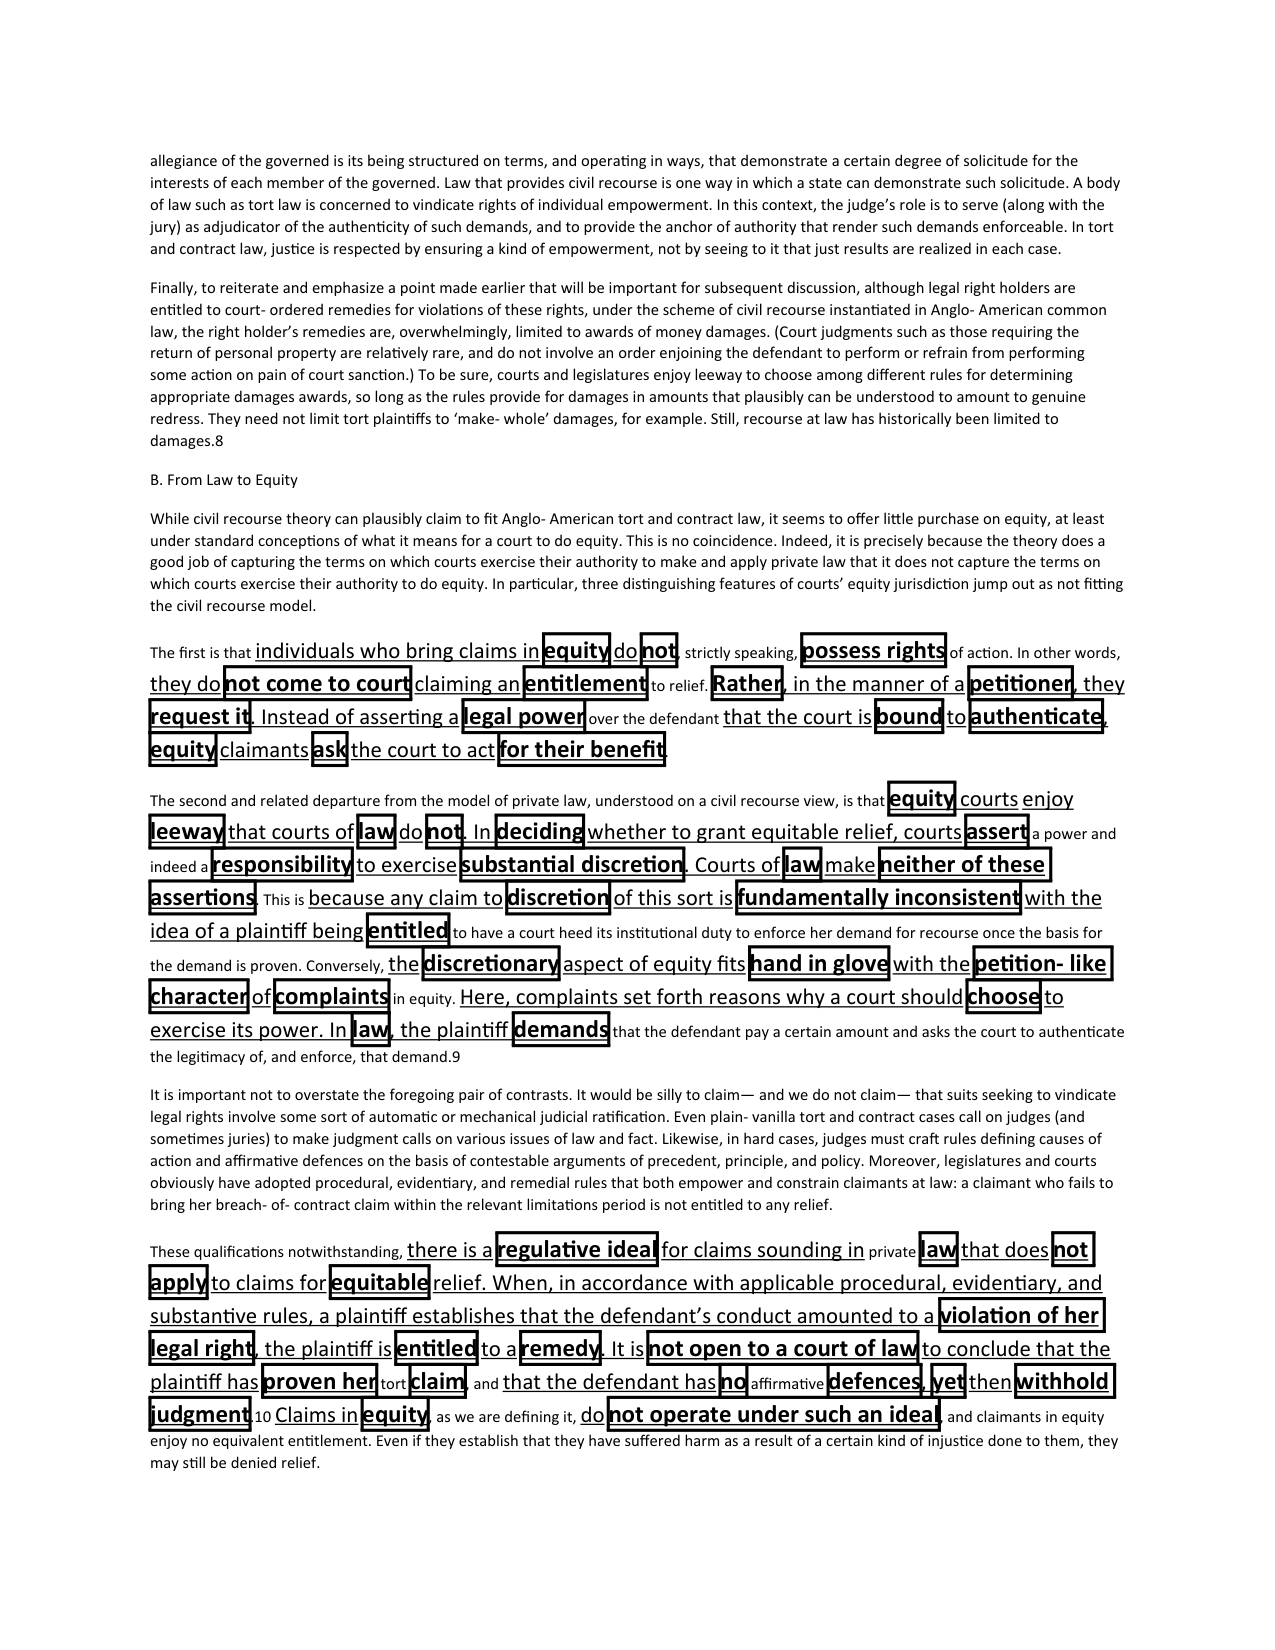 allegiance of the governed is its being structured on terms, and operating in ways, that demonstrate a certain degree of solicitude for the
interests of each member of the governed. Law that provides civil recourse is one way in which a state can demonstrate such solicitude. A body
of law such as tort law is concerned to vindicate rights of individual empowerment. In this context, the judge's role is to serve (along with the
jury) as adjudicator of the authenticity of such demands, and to provide the anchor of authority that render such demands enforceable. In tort
and contract law, justice is respected by ensuring a kind of empowerment, not by seeing to it that just results are realized in each case.
Finally, to reiterate and emphasize a point made earlier that will be important for subsequent discussion, although legal right holders are
entitled to court- ordered remedies for violations of these rights, under the scheme of civil recourse instantiated in Anglo- American common
law, the right holder's remedies are, overwhelmingly, limited to awards of money damages. (Court judgments such as those requiring the
return of personal property are relatively rare, and do not involve an order enjoining the defendant to perform or refrain from performing
some action on pain of court sanction.) To be sure, courts and legislatures enjoy leeway to choose among different rules for determining
appropriate damages awards, so long as the rules provide for damages in amounts that plausibly can be understood to amount to genuine
redress. They need not limit tort plaintiffs to 'make- whole' damages, for example. Still, recourse at law has historically been limited to
damages.8
B. From Law to Equity
While civil recourse theory can plausibly claim to fit Anglo- American tort and contract law, it seems to offer little purchase on equity, at least
under standard conceptions of what it means for a court to do equity. This is no coincidence. Indeed, it is precisely because the theory does a
good job of capturing the terms on which courts exercise their authority to make and apply private law that it does not capture the terms on
which courts exercise their authority to do equity. In particular, three distinguishing features of courts' equity jurisdiction jump out as not fitting
the civil recourse model.
The first is that individuals who bring claims in equity do not, strictly speaking, possess rights of action. In other words,
they do not come to court claiming an entitlement to relief. Rather, in the manner of a petitioner, they
request it. Instead of asserting a legal power over the defendant that the court is bound to authenticate,
equity claimants ask the court to act for their benefit.
The second and related departure from the model of private law, understood on a civil recourse view, is that equity courts enjoy
leeway that courts of law do not. In deciding whether to grant equitable relief, courts assert a power and
indeed a responsibility to exercise substantial discretion. Courts of law make neither of these
assertions. This is because any claim to discretion of this sort is fundamentally inconsistent with the
idea of a plaintiff being entitled to have a court heed its institutional duty to enforce her demand for recourse once the basis for
the demand is proven. Conversely, the discretionary aspect of equity fits hand in glove with the petition- like
character of complaints in equity. Here, complaints set forth reasons why a court should choose to
exercise its power. In law, the plaintiff demands that the defendant pay a certain amount and asks the court to authenticate
the legitimacy of, and enforce, that demand.9
It is important not to overstate the foregoing pair of contrasts. It would be silly to claim— and we do not claim— that suits seeking to vindicate
legal rights involve some sort of automatic or mechanical judicial ratification. Even plain- vanilla tort and contract cases call on judges (and
sometimes juries) to make judgment calls on various issues of law and fact. Likewise, in hard cases, judges must craft rules defining causes of
action and affirmative defences on the basis of contestable arguments of precedent, principle, and policy. Moreover, legislatures and courts
obviously have adopted procedural, evidentiary, and remedial rules that both empower and constrain claimants at law: a claimant who fails to
bring her breach- of- contract claim within the relevant limitations period is not entitled to any relief.
These qualifications notwithstanding, there is a regulative ideal for claims sounding in private law that does not
apply to claims for equitable relief. When, in accordance with applicable procedural, evidentiary, and
substantive rules, a plaintiff establishes that the defendant's conduct amounted to a violation of her
legal right, the plaintiff is entitled to a remedy. It is not open to a court of law to conclude that the
plaintiff has proven her tort claim, and that the defendant has no affirmative defences, yet then withhold
judgment.10 Claims in equity, as we are defining it, do not operate under such an ideal, and claimants in equity
enjoy no equivalent entitlement. Even if they establish that they have suffered harm as a result of a certain kind of injustice done to them, they
may still be denied relief.